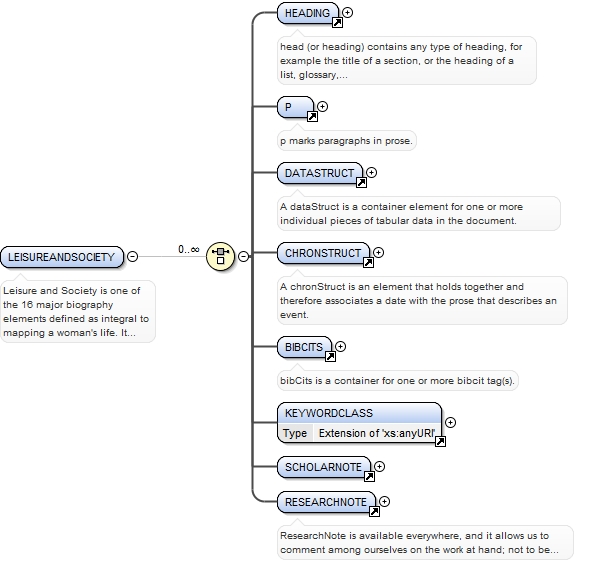 HEADING
head (or heading) contains any type of heading, for
example the title of a section, or the heading of a
list, glossary,...
P
p marks paragraphs in prose.
DATASTRUCT
A dataStruct is a container element for one or more
individual pieces of tabular data in the document.
LEISUREANDSOCIETY
0..∞
Leisure and Society is one of
the 16 major biography
elements defined as integral to
mapping a woman's life. It...
CHRONSTRUCT
A chronStruct is an element that holds together and
therefore associates a date with the prose that describes an
event.
BIBCITS
bibCits is a container for one or more bibcit tag(s).
KEYWORDCLASS
Type Extension of 'xs:anyURI'
SCHOLARNOTE
RESEARCHNOTE
ResearchNote is available everywhere, and it allows us to
comment among ourselves on the work at hand; not to be...